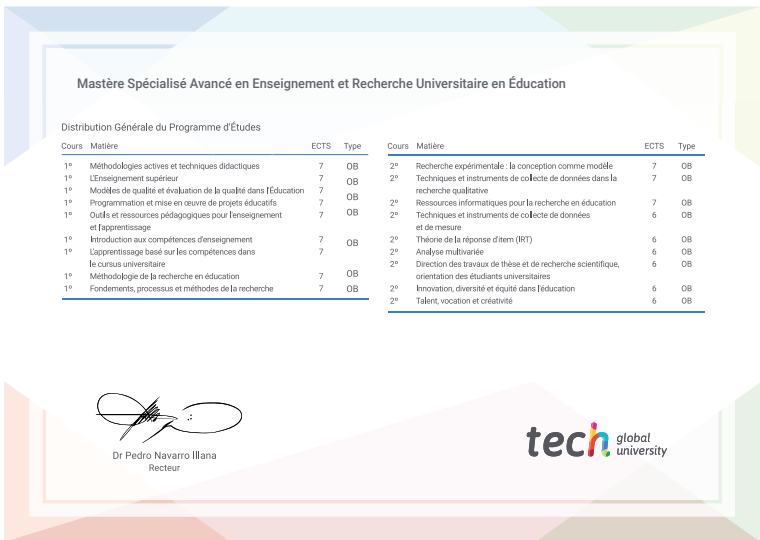 Mastère Spécialisé Avancé en Enseignement et Recherche Universitaire en Éducation
Distribution Générale du Programme d'Études
Cours Matière ECTS Type
1º Méthodologies actives et techniques didactiques 7 OB
1º L'Enseignement supérieur 7 OB
1º Modèles de qualité et évaluation de la qualité dans l'Éducation 7 OB
1º Programmation et mise en œuvre de projets éducatifs 7 OB
1º Outils et ressources pédagogiques pour l'enseignement 7 OB
et l'apprentissage
1º Introduction aux compétences d'enseignement 7 OB
1º L'apprentissage basé sur les compétences dans 7
le cursus universitaire
1º Méthodologie de la recherche en éducation 7 OB
1º Fondements, processus et méthodes de la recherche 7 OB
Cours Matière ECTS Type
2º Recherche expérimentale : la conception comme modèle 7 OB
2º Techniques et instruments de collecte de données dans la 7 OB
recherche qualitative
2º Ressources informatiques pour la recherche en éducation 7 OB
2º Techniques et instruments de collecte de données 6 OB
et de mesure
2º Théorie de la réponse d'item (IRT) 6 OB
2º Analyse multivariée 6 OB
2º Direction des travaux de thèse et de recherche scientifique, 6 OB
orientation des étudiants universitaires
2º Innovation, diversité et équité dans l'éducation 6 OB
2º Talent, vocation et créativité 6 OB
Dr Pedro Navarro Illana
Recteur
tech global
university